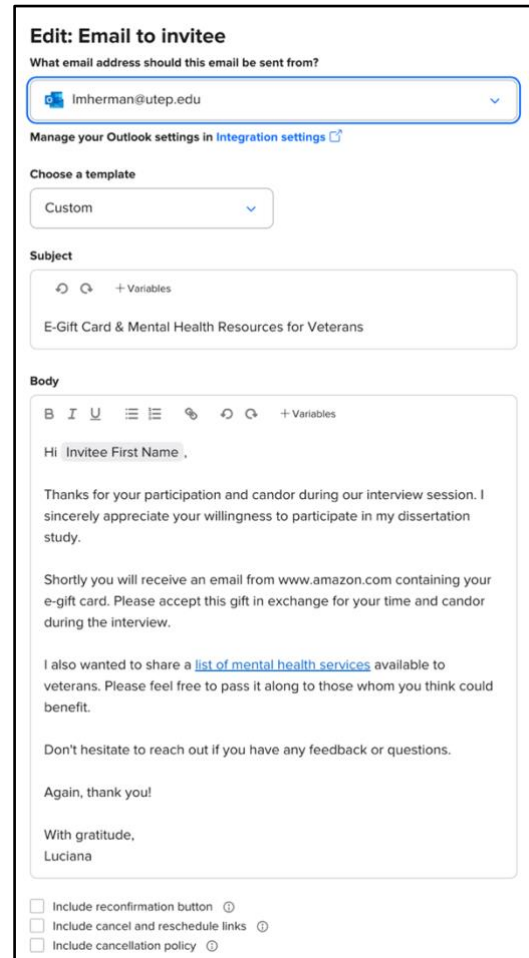 Edit: Email to invitee
What email address should this email be sent from?
lmherman@utep.edu
Manage your Outlook settings in Integration settings
Choose a template
Custom
Subject
+ Variables
E-Gift Card & Mental Health Resources for Veterans
Body
B I U + Variables
Hi Invitee First Name ,
Thanks for your participation and candor during our interview session. I
sincerely appreciate your willingness to participate in my dissertation
study.
Shortly you will receive an email from www.amazon.com containing your
e-gift card. Please accept this gift in exchange for your time and candor
during the interview.
I also wanted to share a list of mental health services available to
veterans. Please feel free to pass it along to those whom you think could
benefit.
Don't hesitate to reach out if you have any feedback or questions.
Again, thank you!
With gratitude,
Luciana
Include reconfirmation button
Include cancel and reschedule links
Include cancellation policy